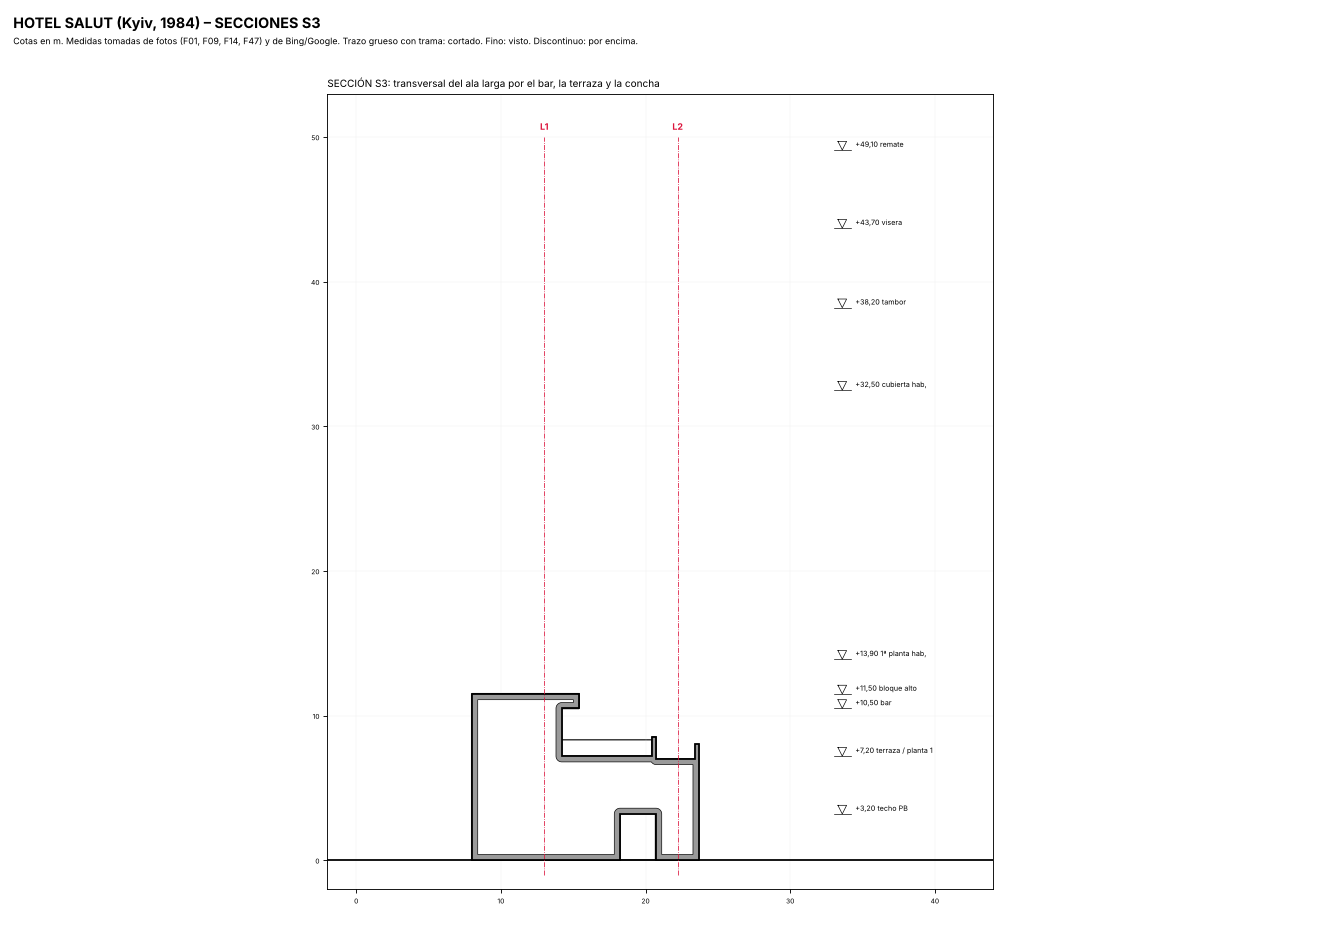 HOTEL SALUT (Kyiv, 1984) – SECCIONES S3
Cotas en m. Medidas tomadas de fotos (F01, F09, F14, F47) y de Bing/Google. Trazo grueso con trama: cortado. Fino: visto. Discontinuo: por encima.
SECCIÓN S3: transversal del ala larga por el bar, la terraza y la concha
L1
L2
50
+49,10 remate
+43,70 visera
+38,20 tambor
40
+32,50 cubierta hab,
30
20
+13,90 1ª planta hab,
+11,50 bloque alto
+10,50 bar
10
+7,20 terraza / planta 1
+3,20 techo PB
0
0
10
20
30
40